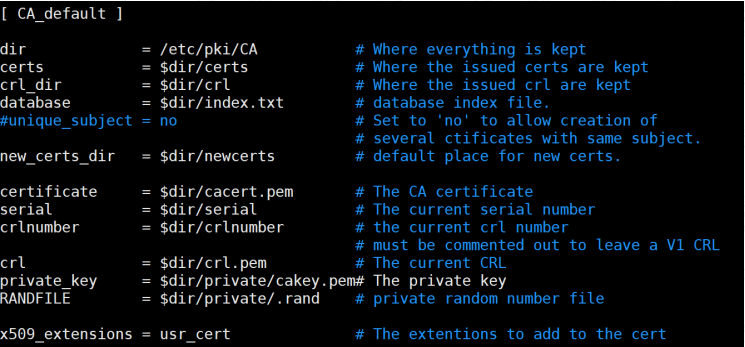 [ CA_default ]
dir = /etc/pki/CA # Where everything is kept
certs = $dir/certs # Where the issued certs are kept
crl_dir = $dir/crl # Where the issued crl are kept
database = $dir/index.txt # database index file.
#unique_subject = no # Set to 'no' to allow creation of
# several ctificates with same subject.
new_certs_dir = $dir/newcerts # default place for new certs.
certificate = $dir/cacert.pem # The CA certificate
serial = $dir/serial # The current serial number
crlnumber = $dir/crlnumber # the current crl number
# must be commented out to leave a V1 CRL
crl = $dir/crl.pem # The current CRL
private_key = $dir/private/cakey.pem# The private key
RANDFILE = $dir/private/.rand # private random number file
x509_extensions = usr_cert # The extentions to add to the cert